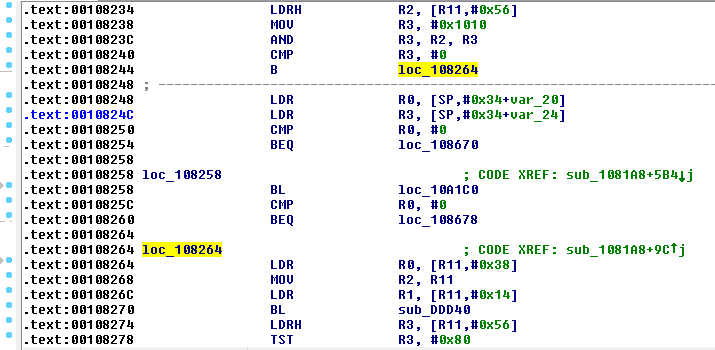 .text:00108234 LDRH R2, [R11,#0x56]
.text:00108238 MOV R3, #0x1010
.text:0010823C AND R3, R2, R3
.text:00108240 CMP R3, #0
.text:00108244 B loc_108264
.text:00108248 ; ---------------------------------------------------------------------------
.text:00108248 LDR R0, [SP,#0x34+var_20]
.text:0010824C LDR R3, [SP,#0x34+var_24]
.text:00108250 CMP R0, #0
.text:00108254 BEQ loc_108670
.text:00108258
.text:00108258 loc_108258 ; CODE XREF: sub_1081A8+5B4↓j
.text:00108258 BL loc_10A1C0
.text:0010825C CMP R0, #0
.text:00108260 BEQ loc_108678
.text:00108264
.text:00108264 loc_108264 ; CODE XREF: sub_1081A8+9C↑j
.text:00108264 LDR R0, [R11,#0x38]
.text:00108268 MOV R2, R11
.text:0010826C LDR R1, [R11,#0x14]
.text:00108270 BL sub_DDD40
.text:00108274 LDRH R3, [R11,#0x56]
.text:00108278 TST R3, #0x80